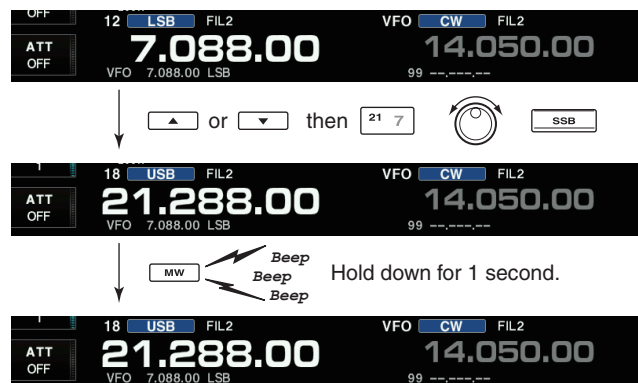 OFF
12 LSB FIL2 VFO CW FIL2
ATT
OFF
7.088.00 14.050.00
VFO 7.088.00 LSB 99 --.---.--
▲ or ▼ then 21 7 SSB
18 USB FIL2 VFO CW FIL2
ATT
OFF
21.288.00 14.050.00
VFO 7.088.00 LSB 99 --.---.--
MW Beep
Beep
Beep
Hold down for 1 second.
18 USB FIL2 VFO CW FIL2
ATT
OFF
21.288.00 14.050.00
VFO 7.088.00 LSB 99 --.---.--